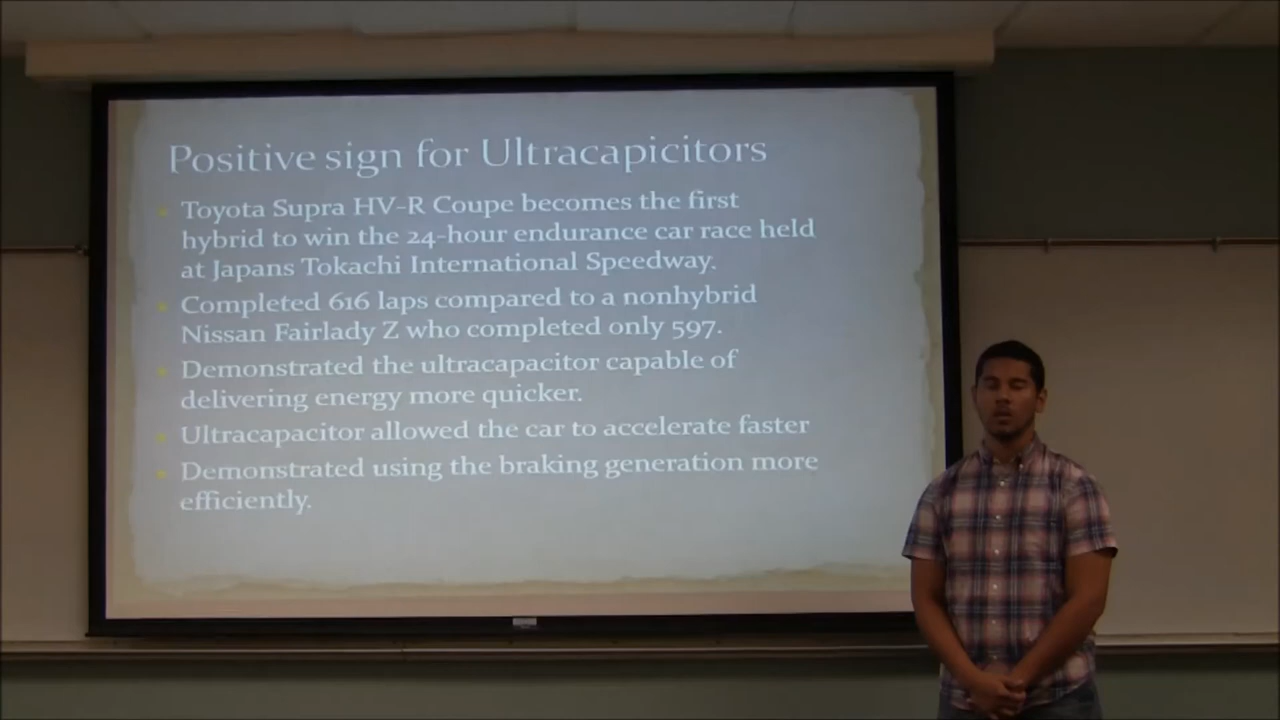 Positive sign for Ultracapicitors
Toyota Supra HV-R Coupe becomes the first
hybrid to win the 24-hour endurance car race held
at Japans Tokachi International Speedway.
Completed 616 laps compared to a nonhybrid
Nissan Fairlady Z who completed only 597.
Demonstrated the ultracapacitor capable of
delivering energy more quicker.
Ultracapacitor allowed the car to accelerate faster
Demonstrated using the braking generation more
efficiently.